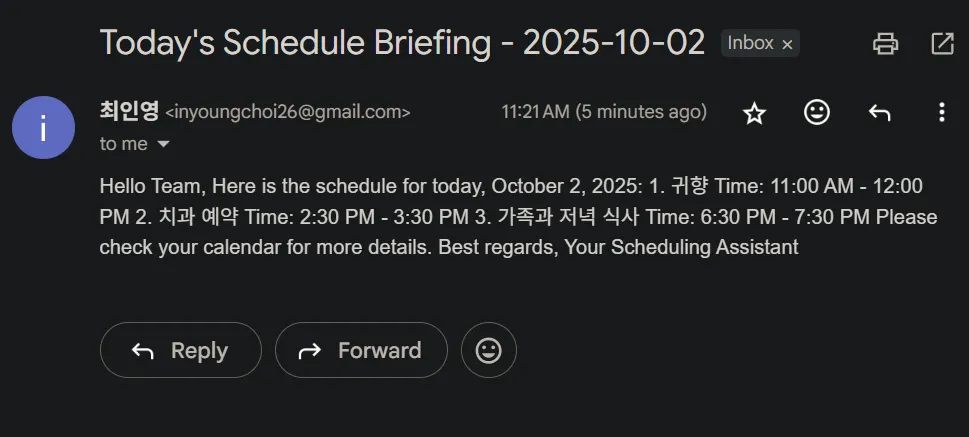 Today's Schedule Briefing - 2025-10-02 Inbox ×
i
최인영 <inyoungchoi26@gmail.com> 11:21 AM (5 minutes ago)
to me
Hello Team, Here is the schedule for today, October 2, 2025: 1. 귀향 Time: 11:00 AM - 12:00
PM 2. 치과 예약 Time: 2:30 PM - 3:30 PM 3. 가족과 저녁 식사 Time: 6:30 PM - 7:30 PM Please
check your calendar for more details. Best regards, Your Scheduling Assistant
Reply Forward